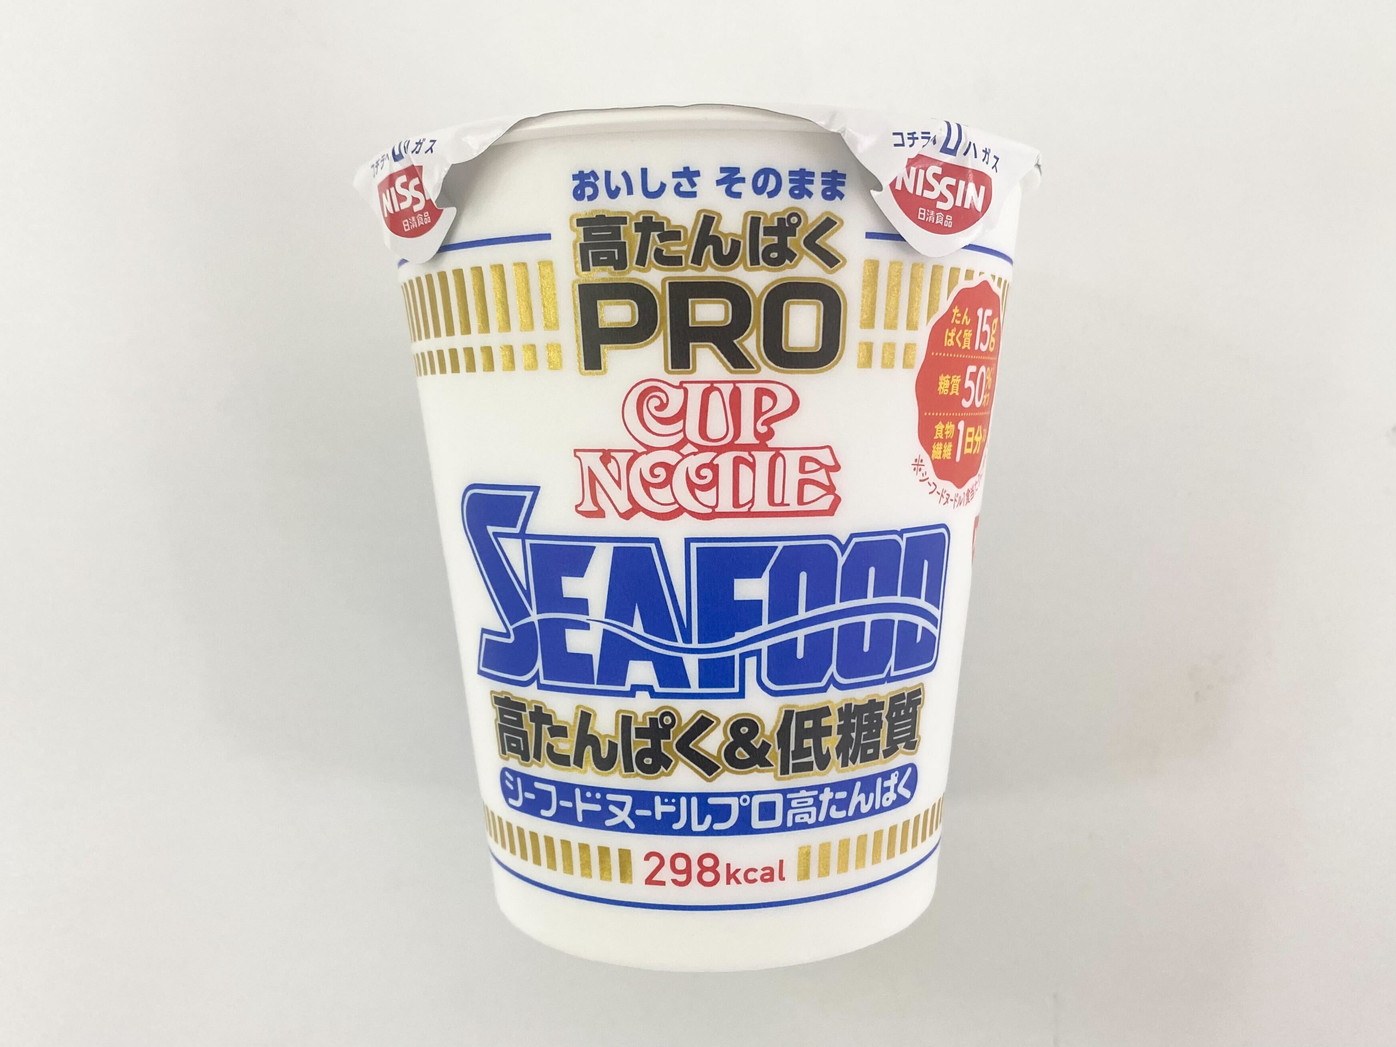 コチラ
ハガス
NISSIN
日清食品
コチラ
ハガス
NISSIN
日清食品
おいしさ そのまま
高たんぱく
PRO
CUP
NOODLE
SEAFOOD
高たんぱく&低糖質
シーフードヌードルプロ高たんぱく
298kcal
たん
ぱく質 15g
糖質 50%
オフ
食物
繊維 1日分